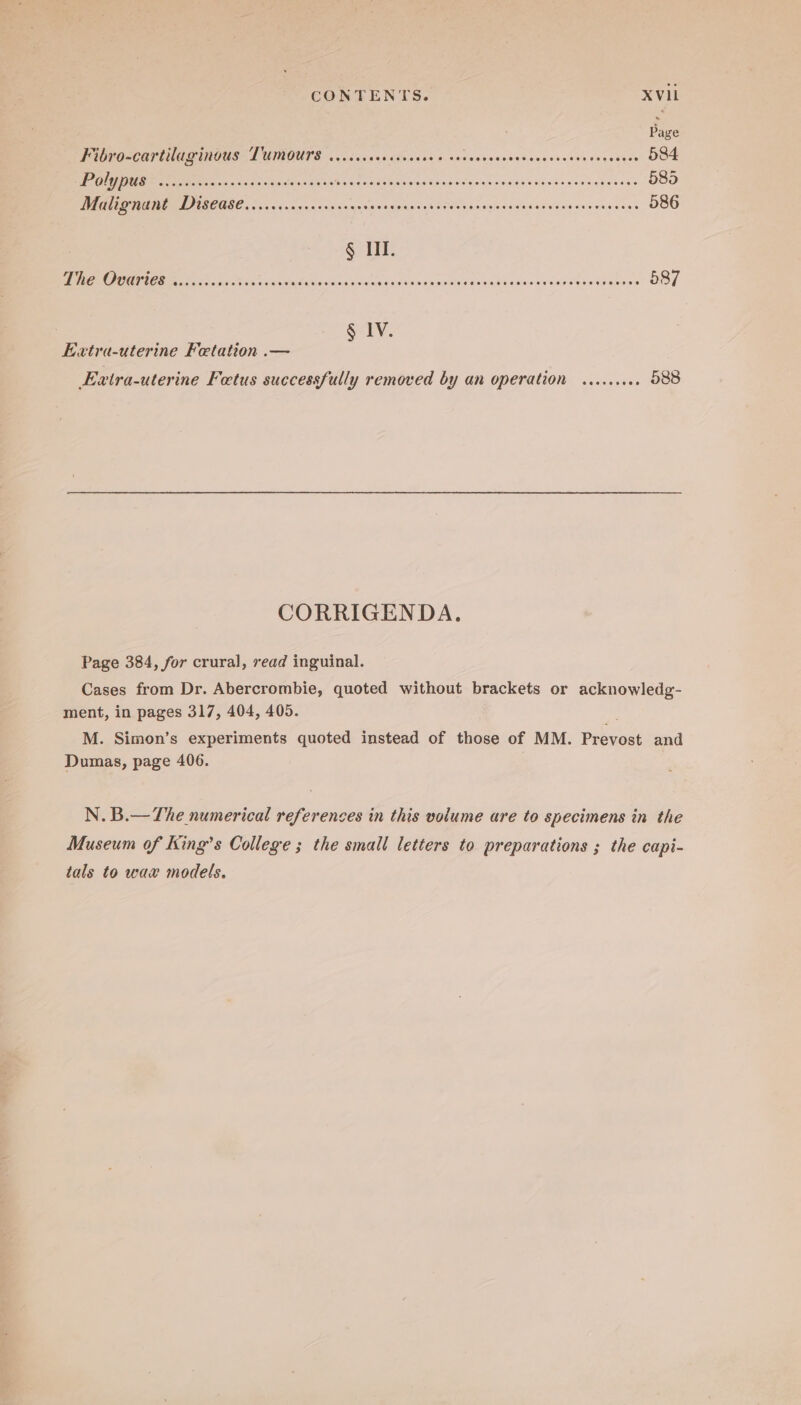 CONTENTS. xvii
Page
Fibro-cartilaginous Tumours ................................................ 584
Polypus ................................................ 585
Malignant Disease................................................ 586
§ III.
The Ovaries ................................................ 587
§ IV.
Extra-uterine Fœtation .—
Extra-uterine Fœtus successfully removed by an operation ......... 588
CORRIGENDA.
Page 384, for crural, read inguinal.
Cases from Dr. Abercrombie, quoted without brackets or acknowledg-
ment, in pages 317, 404, 405.
M. Simon's experiments quoted instead of those of MM. Prevost and
Dumas, page 406.
N. B.—The numerical references in this volume are to specimens in the
Museum of King's College ; the small letters to preparations ; the capi-
tals to wax models.